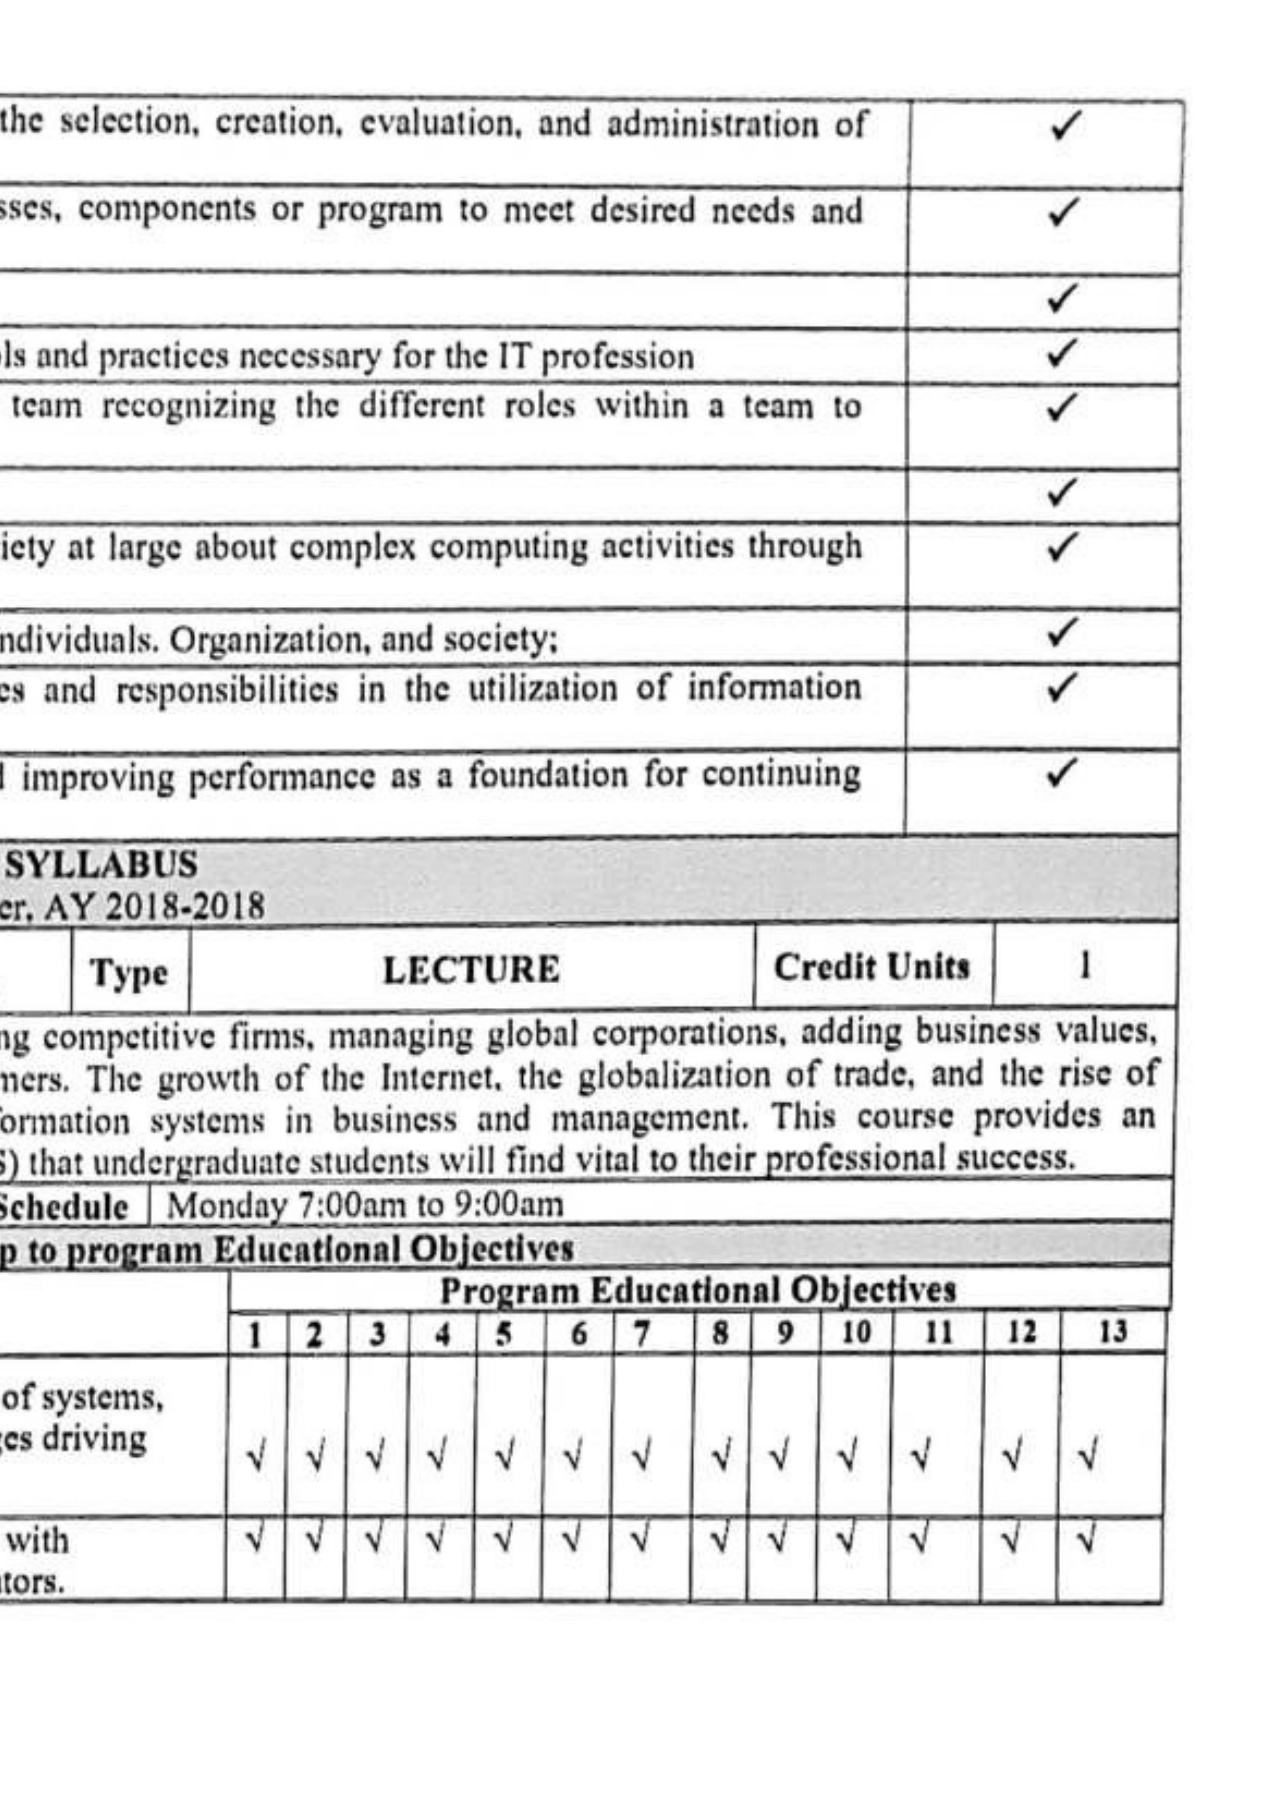 the selection, creation, evaluation, and administration of ✓
sses, components or program to meet desired needs and ✓
✓
ls and practices necessary for the IT profession ✓
team recognizing the different roles within a team to ✓
✓
iety at large about complex computing activities through ✓
ndividuals. Organization, and society; ✓
es and responsibilities in the utilization of information ✓
improving performance as a foundation for continuing ✓
SYLLABUS
er, AY 2018-2018
Type LECTURE Credit Units 1
ng competitive firms, managing global corporations, adding business values,
mers. The growth of the Internet, the globalization of trade, and the rise of
formation systems in business and management. This course provides an
S) that undergraduate students will find vital to their professional success.
Schedule Monday 7:00am to 9:00am
p to program Educational Objectives
Program Educational Objectives
1 2 3 4 5 6 7 8 9 10 11 12 13
of systems,
ges driving
√ √ √ √ √ √ √ √ √ √ √ √ √
with √ √ √ √ √ √ √ √ √ √ √ √ √
tors.